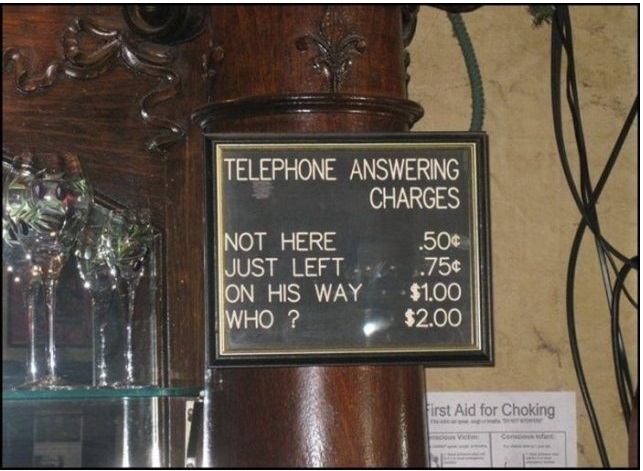 TELEPHONE ANSWERING
CHARGES
NOT HERE .50¢
JUST LEFT .75¢
ON HIS WAY $1.00
WHO ? $2.00
First Aid for Choking
Conscious Victim:
Conscious Infant: